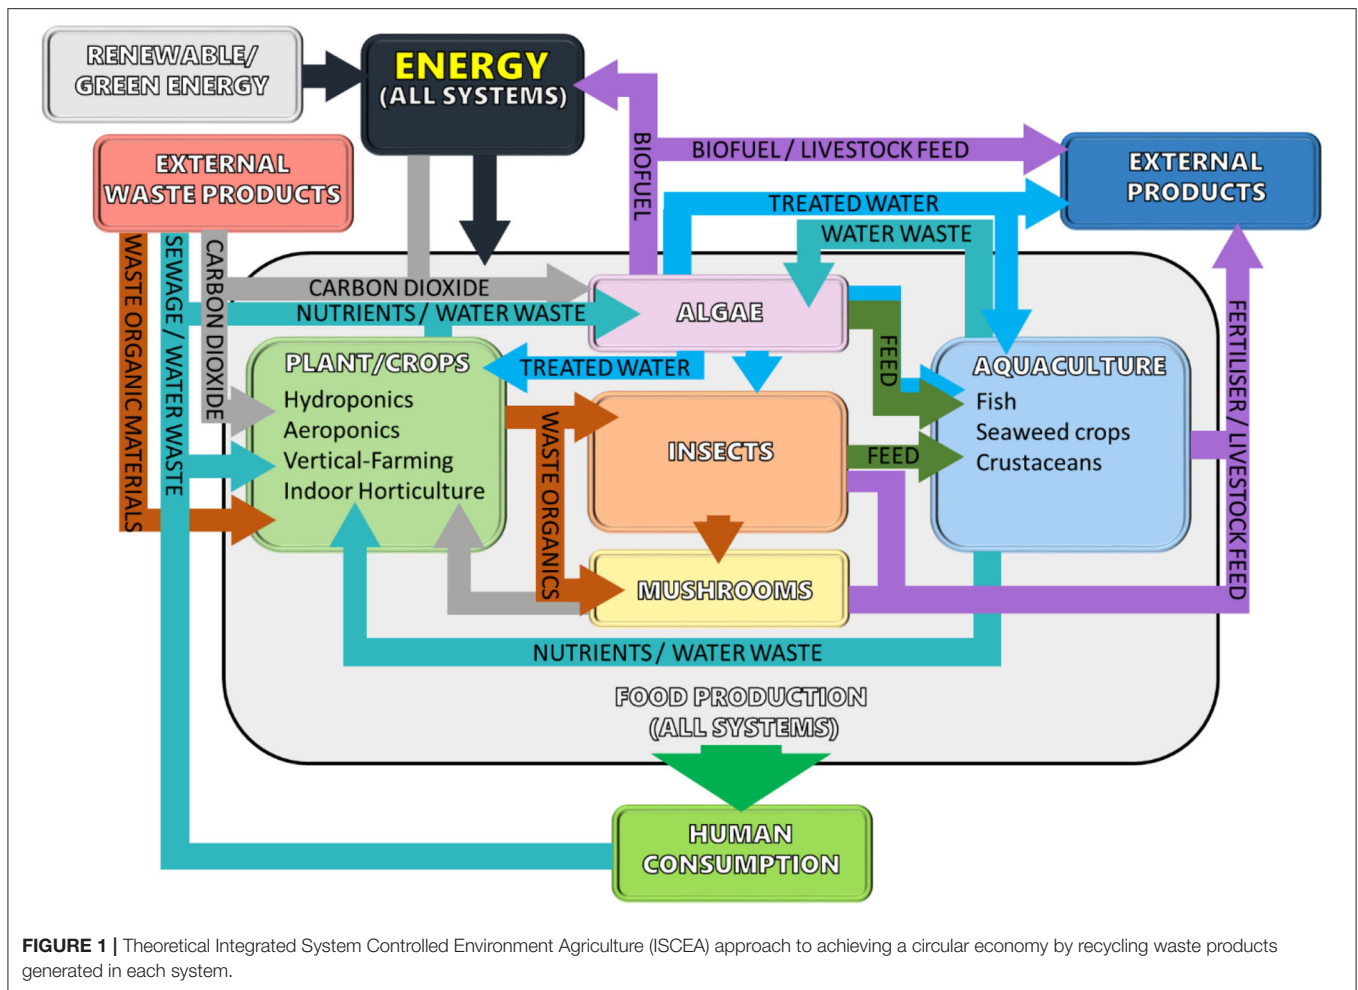 RENEWABLE/
GREEN ENERGY
ENERGY
(ALL SYSTEMS)
EXTERNAL
WASTE PRODUCTS
BIOFUEL
BIOFUEL / LIVESTOCK FEED
EXTERNAL
PRODUCTS
TREATED WATER
WATER WASTE
WASTE ORGANIC MATERIALS
SEWAGE / WATER WASTE
CARBON DIOXIDE
CARBON DIOXIDE
NUTRIENTS / WATER WASTE
ALGAE
TREATED WATER
FEED
PLANT/CROPS
Hydroponics
Aeroponics
Vertical-Farming
Indoor Horticulture
WASTE ORGANICS
INSECTS
FEED
AQUACULTURE
Fish
Seaweed crops
Crustaceans
FERTILISER / LIVESTOCK FEED
MUSHROOMS
NUTRIENTS / WATER WASTE
FOOD PRODUCTION
(ALL SYSTEMS)
HUMAN
CONSUMPTION
FIGURE 1 | Theoretical Integrated System Controlled Environment Agriculture (ISCEA) approach to achieving a circular economy by recycling waste products
generated in each system.